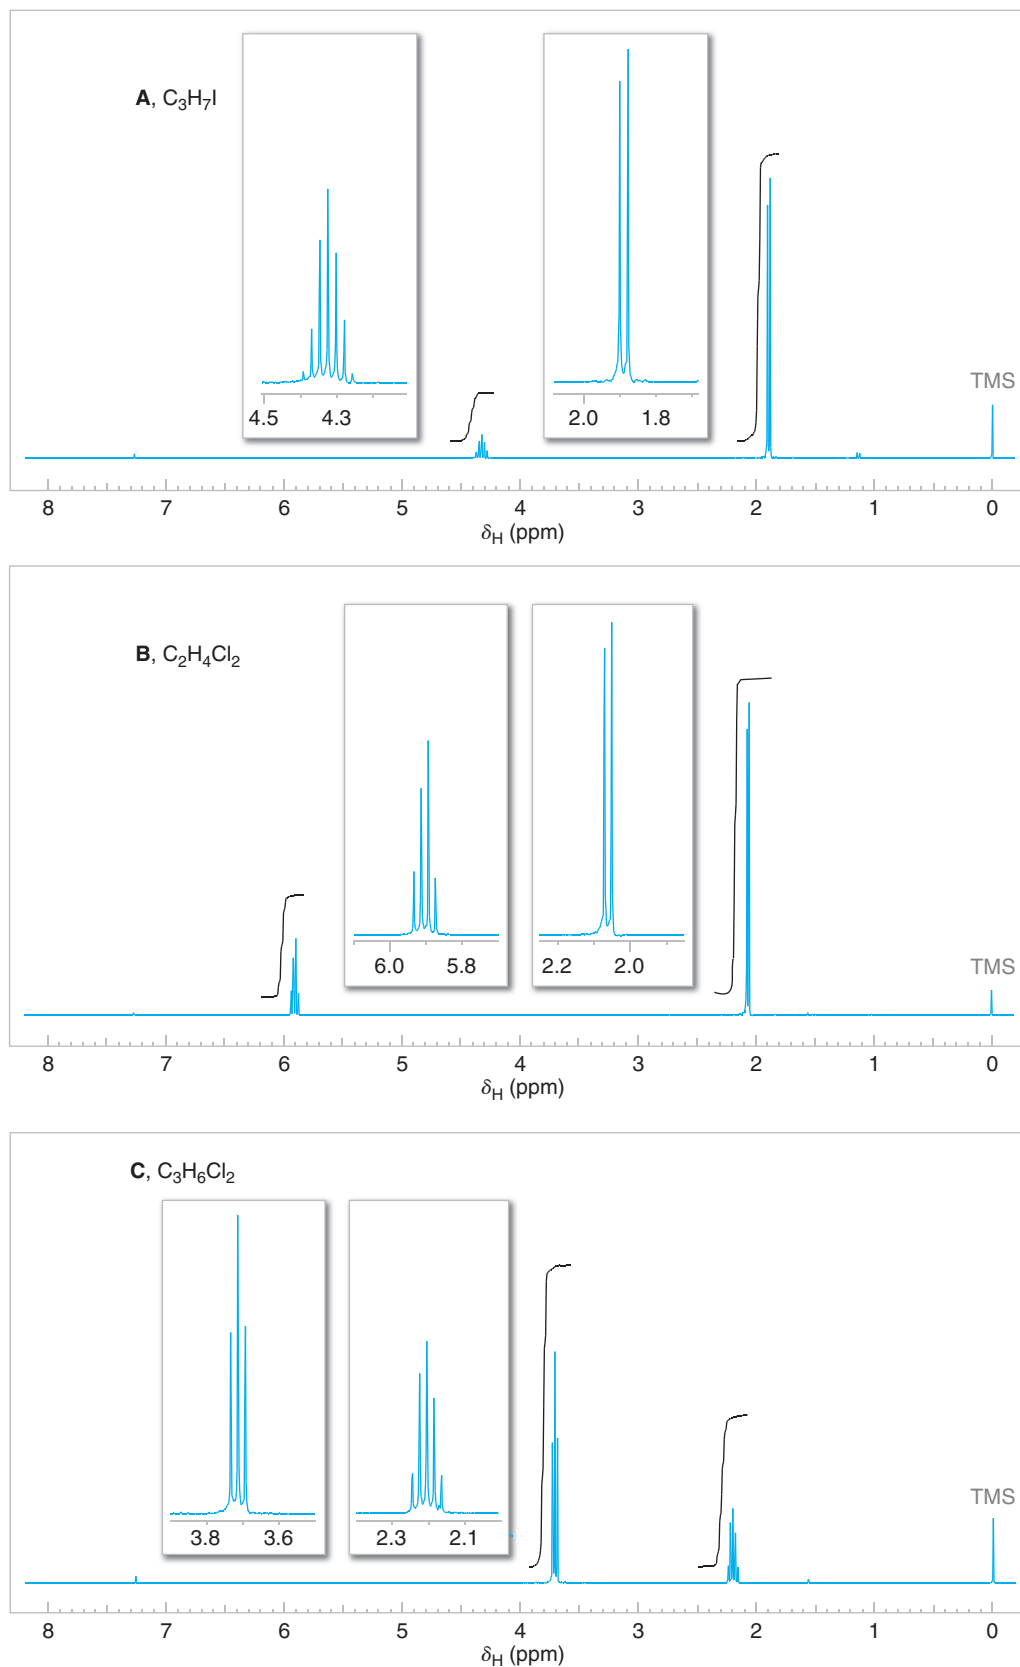 A, C₃H₇I
4.5 4.3
2.0 1.8
TMS
8 7 6 5 4 3 2 1 0
δH (ppm)
B, C₂H₄Cl₂
6.0 5.8
2.2 2.0
TMS
8 7 6 5 4 3 2 1 0
δH (ppm)
C, C₃H₆Cl₂
3.8 3.6
2.3 2.1
TMS
8 7 6 5 4 3 2 1 0
δH (ppm)